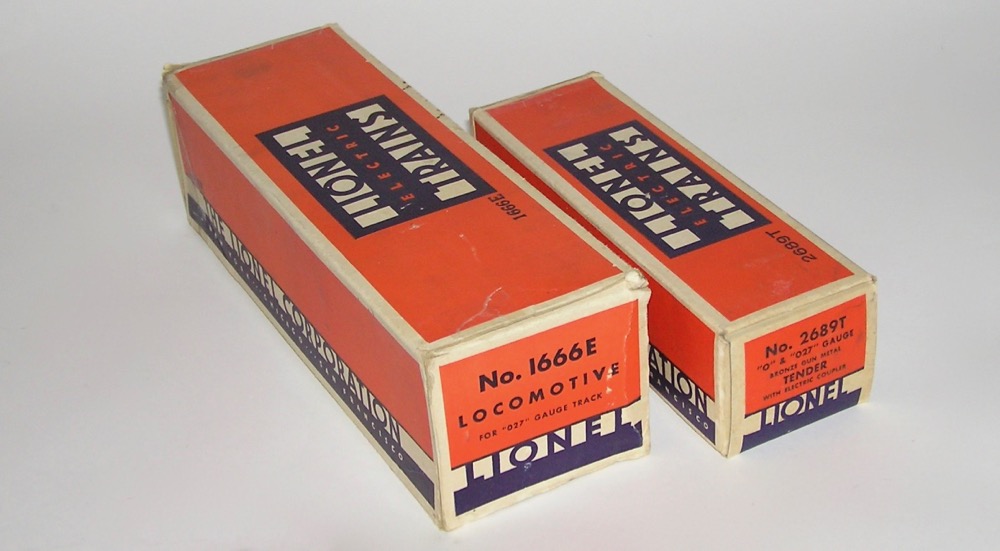 LIONEL
ELECTRIC
TRAINS
1666E
THE LIONEL CORPORATION
No. 1666E
LOCOMOTIVE
FOR "027" GAUGE TRACK
LIONEL
LIONEL
ELECTRIC
TRAINS
2689T
No. 2689T
"O" & "027" GAUGE
BRONZE GUN METAL
TENDER
WITH ELECTRIC COUPLER
LIONEL